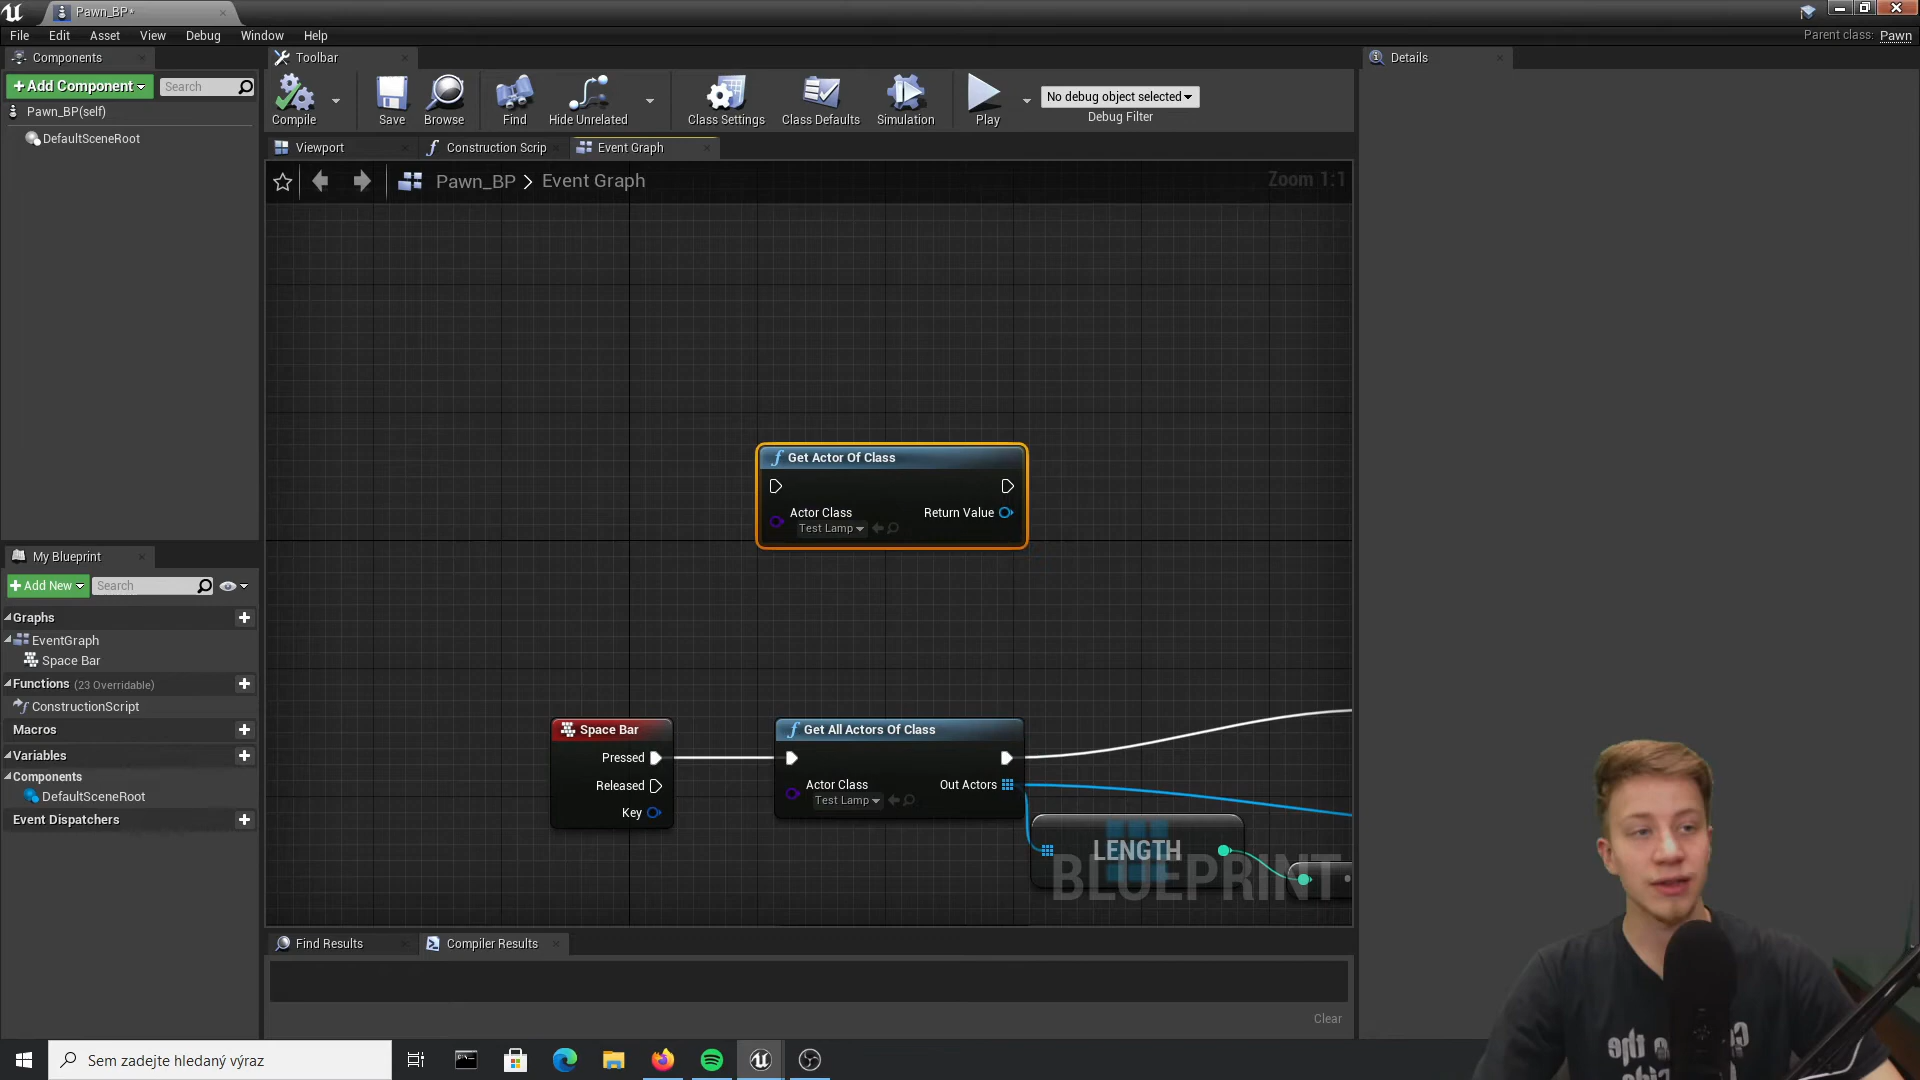 Pawn_BP*
File Edit Asset View Debug Window Help
Parent class: Pawn
Components
Toolbar
Details
+Add Component
Search
Pawn_BP(self)
DefaultSceneRoot
Compile
Save
Browse
Find
Hide Unrelated
Class Settings
Class Defaults
Simulation
Play
No debug object selected
Debug Filter
Viewport
Construction Scrip
Event Graph
Pawn_BP > Event Graph
Zoom 1:1
Get Actor Of Class
Actor Class
Test Lamp
Return Value
My Blueprint
+Add New
Search
Graphs
EventGraph
Space Bar
Functions (23 Overridable)
ConstructionScript
Macros
Variables
Components
DefaultSceneRoot
Event Dispatchers
Space Bar
Pressed
Released
Key
Get All Actors Of Class
Actor Class
Test Lamp
Out Actors
LENGTH
BLUEPRINT
Find Results
Compiler Results
Clear
Sem zadejte hledaný výraz